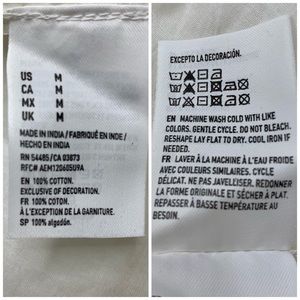 US M
CA M
MX M
UK M
MADE IN INDIA / FABRIQUÉ EN INDE /
HECHO EN INDIA
RN 54485/CA 03873
RFC# AEM120605U9A
EN 100% COTTON.
EXCLUSIVE OF DECORATION.
FR 100% COTON.
À L'EXCEPTION DE LA GARNITURE.
SP 100% algodón.
EXCEPTO LA DECORACIÓN.
EN MACHINE WASH COLD WITH LIKE
COLORS. GENTLE CYCLE. DO NOT BLEACH.
RESHAPE LAY FLAT TO DRY. COOL IRON IF
NEEDED.
FR LAVER À LA MACHINE À L'EAU FROIDE
AVEC COULEURS SIMILAIRES. CYCLE
DÉLICAT. NE PAS JAVELLISER. REDONNER
LA FORME ORIGINALE ET SÉCHER À PLAT.
REPASSER À BASSE TEMPÉRATURE AU
BESOIN.